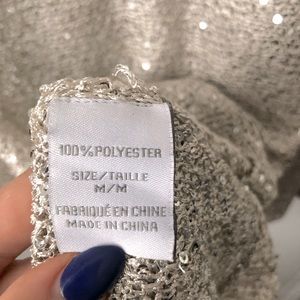 100% POLYESTER
SIZE/TAILLE
M/M
FABRIQUÉ EN CHINE
MADE IN CHINA